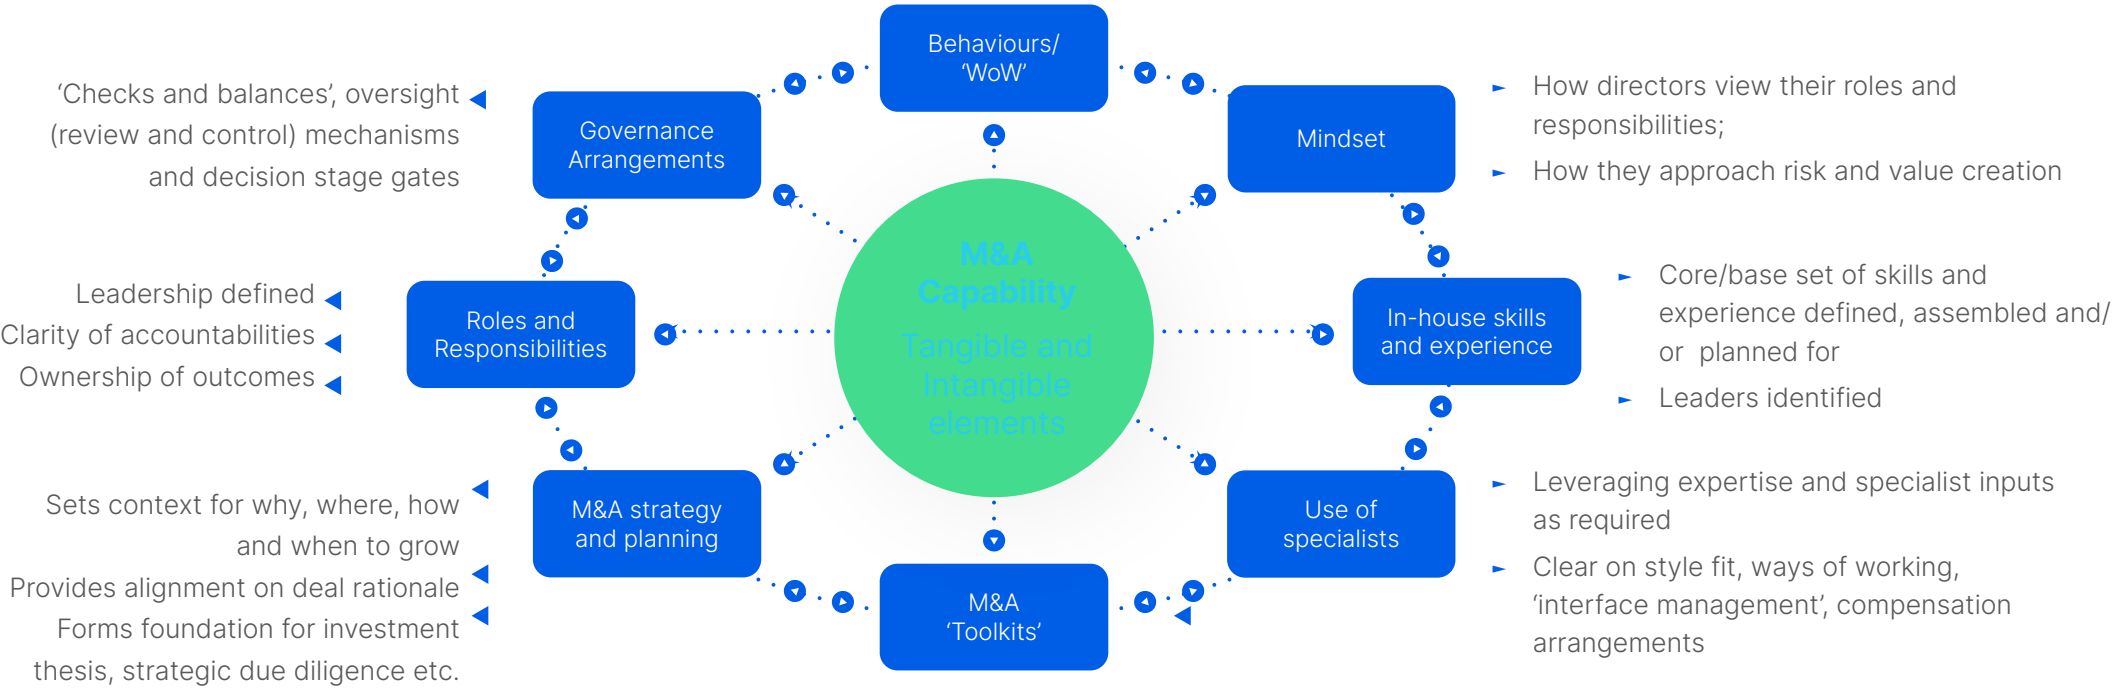 Behaviours/
‘WoW’
‘Checks and balances’, oversight
(review and control) mechanisms
and decision stage gates
Governance
Arrangements
Mindset
How directors view their roles and
responsibilities;
How they approach risk and value creation
M&A
Capability
Tangible and
Intangible
elements
Leadership defined
Clarity of accountabilities
Ownership of outcomes
Roles and
Responsibilities
In-house skills
and experience
Core/base set of skills and
experience defined, assembled and/
or planned for
Leaders identified
Sets context for why, where, how
and when to grow
Provides alignment on deal rationale
Forms foundation for investment
thesis, strategic due diligence etc.
M&A strategy
and planning
Use of
specialists
Leveraging expertise and specialist inputs
as required
Clear on style fit, ways of working,
‘interface management’, compensation
arrangements
M&A
‘Toolkits’